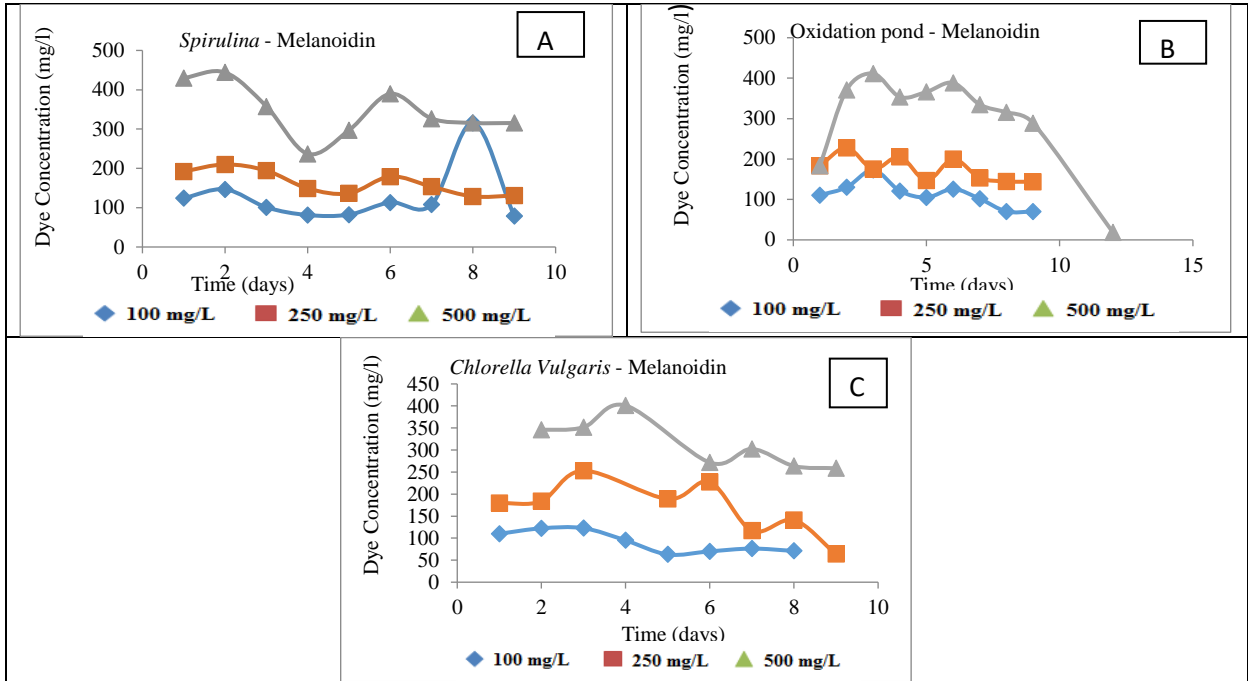 Spirulina - Melanoidin
A
Dye Concentration (mg/l)
500
400
300
200
100
0
0 2 4 6 8 10
Time (days)
100 mg/L 250 mg/L 500 mg/L
Oxidation pond - Melanoidin
B
Dye Concentration (mg/l)
500
400
300
200
100
0
0 5 10 15
Time (days)
100 mg/L 250 mg/L 500 mg/L
Chlorella Vulgaris - Melanoidin
C
Dye Concentration (mg/l)
450
400
350
300
250
200
150
100
50
0
0 2 4 6 8 10
Time (days)
100 mg/L 250 mg/L 500 mg/L